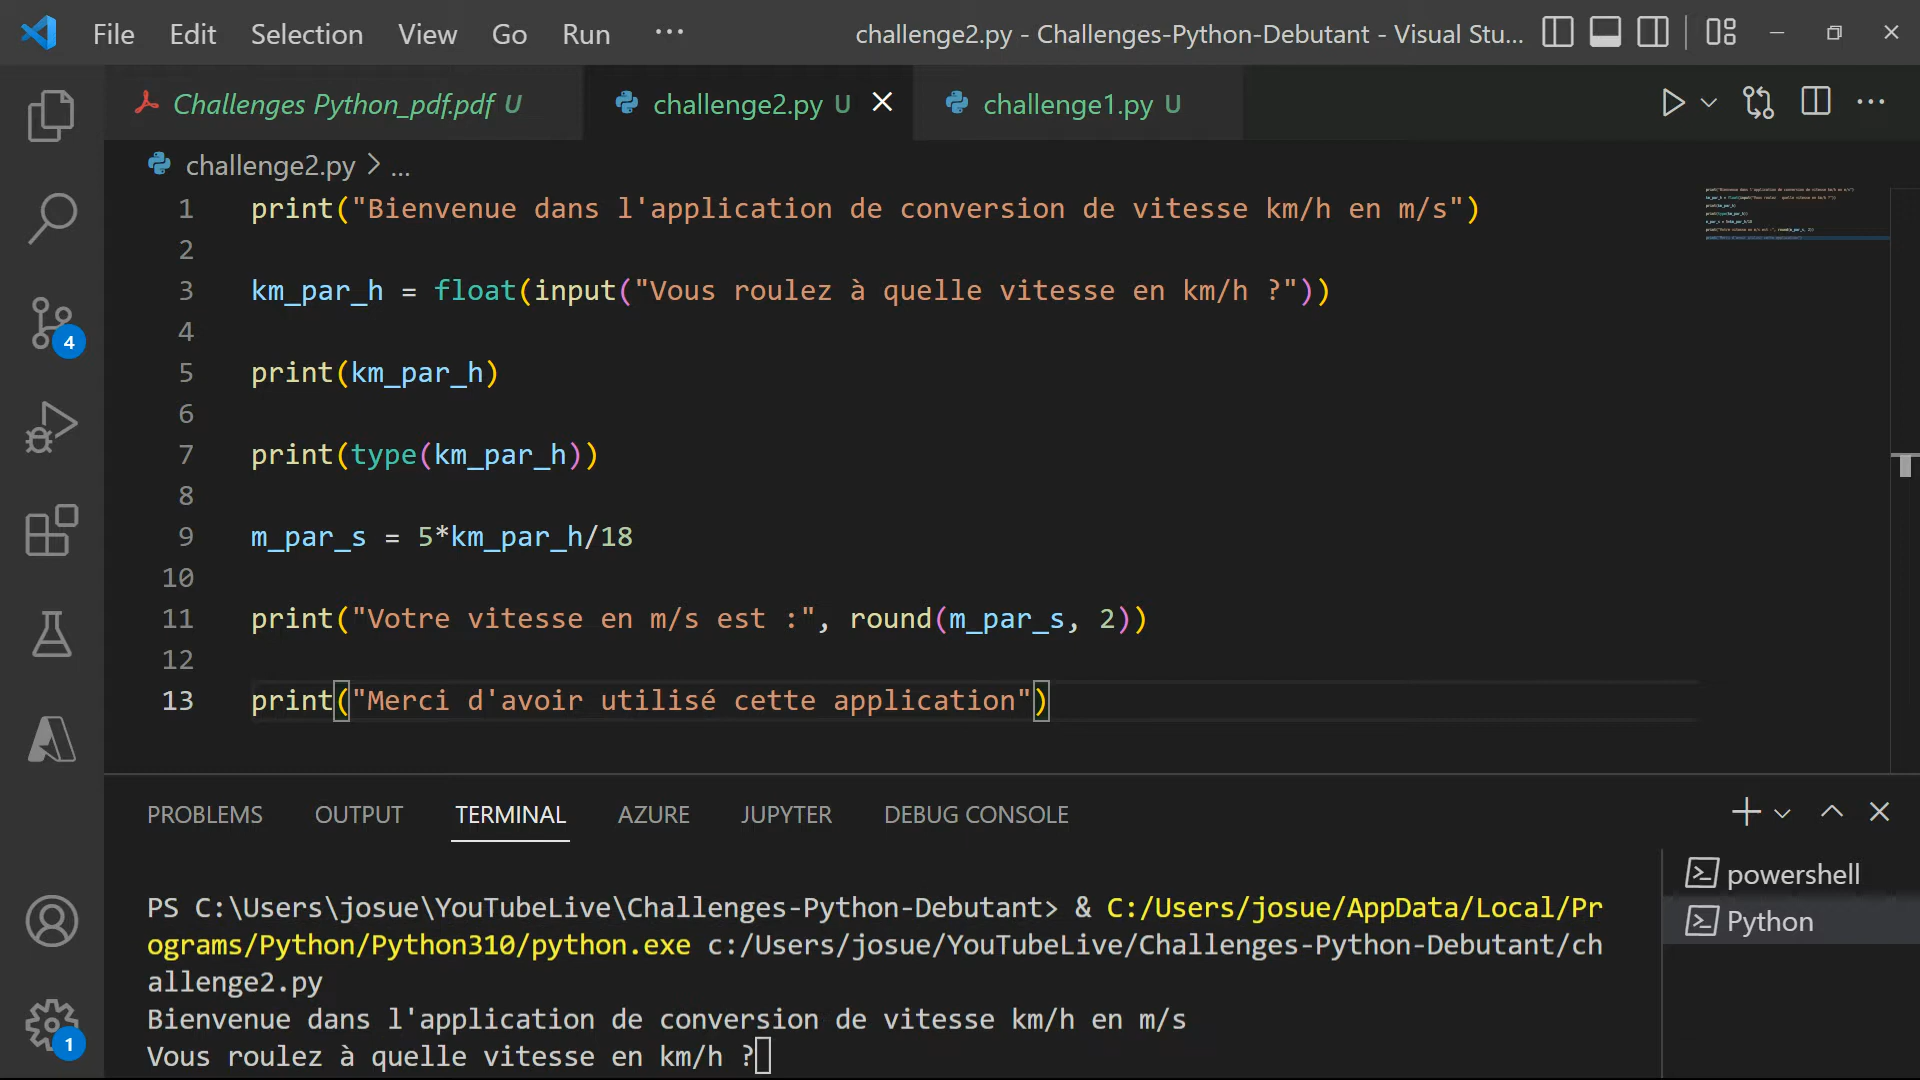 File Edit Selection View Go Run ... challenge2.py - Challenges-Python-Debutant - Visual Stu...
Challenges Python_pdf.pdf U challenge2.py U challenge1.py U
challenge2.py > ...
1 print("Bienvenue dans l'application de conversion de vitesse km/h en m/s")
2
3 km_par_h = float(input("Vous roulez à quelle vitesse en km/h ?"))
4
5 print(km_par_h)
6
7 print(type(km_par_h))
8
9 m_par_s = 5*km_par_h/18
10
11 print("Votre vitesse en m/s est :", round(m_par_s, 2))
12
13 print("Merci d'avoir utilisé cette application")
4
1
PROBLEMS OUTPUT TERMINAL AZURE JUPYTER DEBUG CONSOLE
powershell
Python
PS C:\Users\josue\YouTubeLive\Challenges-Python-Debutant> & C:/Users/josue/AppData/Local/Pr
ograms/Python/Python310/python.exe c:/Users/josue/YouTubeLive/Challenges-Python-Debutant/ch
allenge2.py
Bienvenue dans l'application de conversion de vitesse km/h en m/s
Vous roulez à quelle vitesse en km/h ?